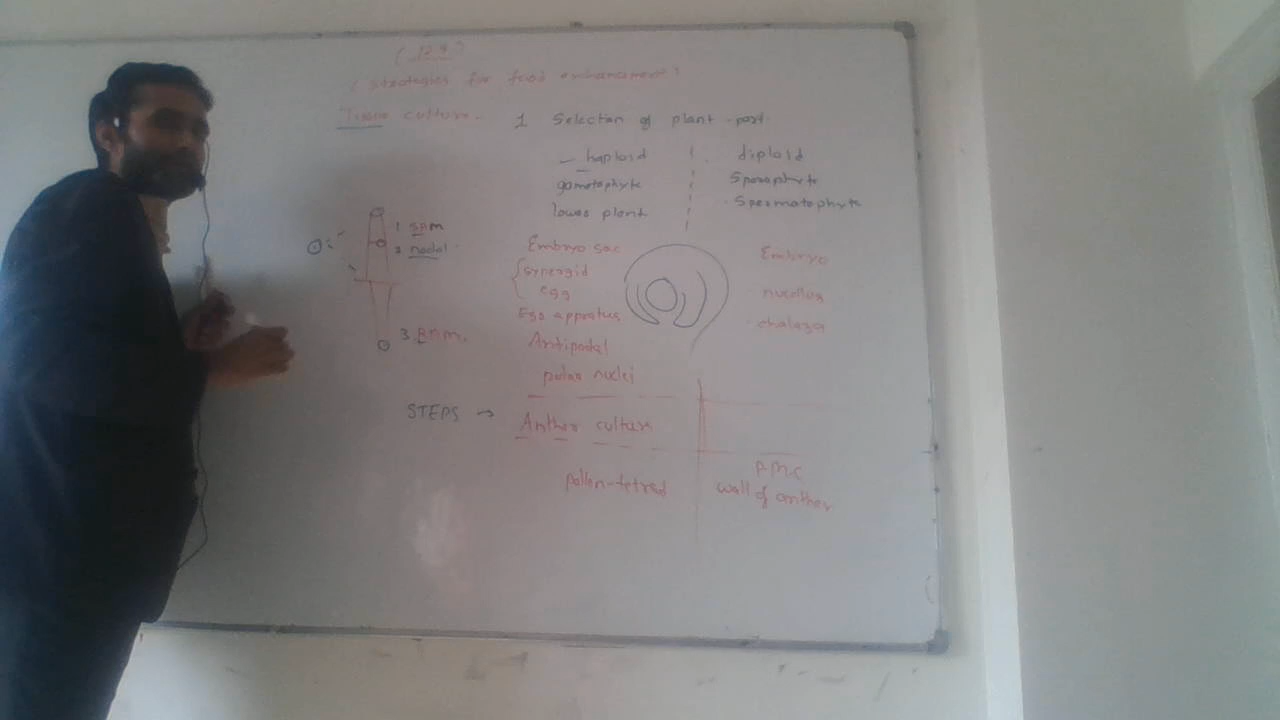 ( 12.4 )
( strategies for food enhancement )
Tissue culture. 1 Selection of plant part.
– haploid diploid
gametophyte Sporophyte
lower plant Spermatophyte
1 SAM
2 nodal
3. RAM.
Embryo sac Embryo
synergid
egg nucellus
Egg appratus chalaza
Antipodal
polar nuclei
STEPS → Anther culture
pollen-tetrad P.M.C
wall of anther